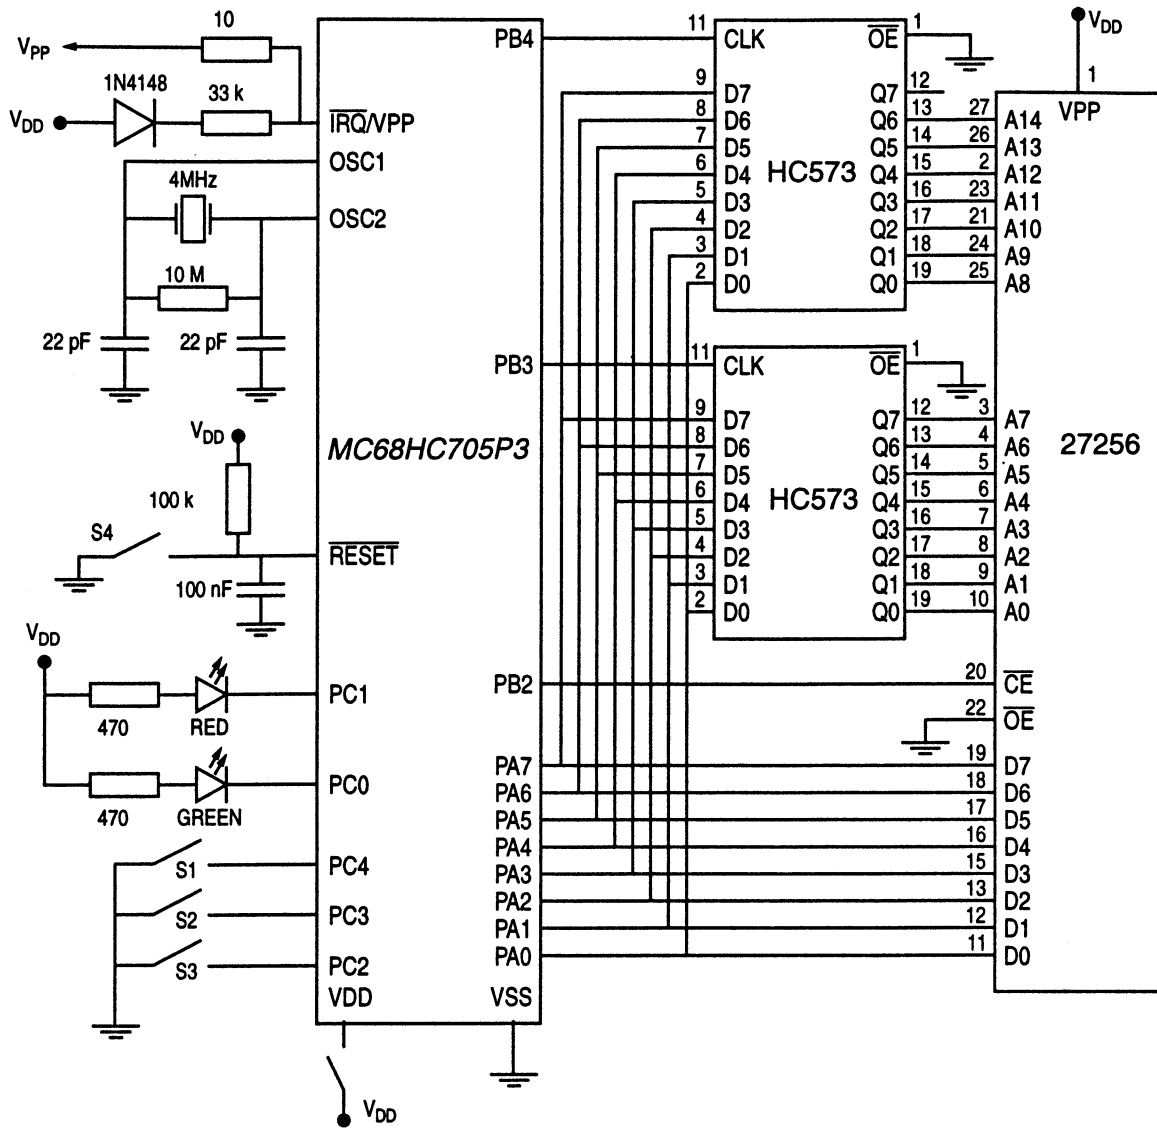 10
V_PP
1N4148
33 k
V_DD
IRQ/VPP
OSC1
4MHz
OSC2
10 M
22 pF
22 pF
V_DD
100 k
S4
RESET
100 nF
V_DD
470
RED
PC1
470
GREEN
PC0
S1
PC4
S2
PC3
S3
PC2
VDD
VSS
V_DD
MC68HC705P3
PB4
PB3
PB2
PA7
PA6
PA5
PA4
PA3
PA2
PA1
PA0
11 CLK OE 1
9 D7 Q7 12
8 D6 Q6 13
7 D5 Q5 14
6 D4 Q4 15
5 D3 Q3 16
4 D2 Q2 17
3 D1 Q1 18
2 D0 Q0 19
HC573
11 CLK OE 1
9 D7 Q7 12
8 D6 Q6 13
7 D5 Q5 14
6 D4 Q4 15
5 D3 Q3 16
4 D2 Q2 17
3 D1 Q1 18
2 D0 Q0 19
HC573
V_DD
1
VPP
27 A14
26 A13
2 A12
23 A11
21 A10
24 A9
25 A8
3 A7
4 A6
5 A5
6 A4
7 A3
8 A2
9 A1
10 A0
27256
20 CE
22 OE
19 D7
18 D6
17 D5
16 D4
15 D3
13 D2
12 D1
11 D0